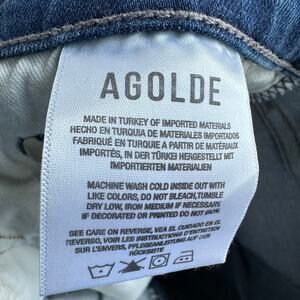 AGOLDE
MADE IN TURKEY OF IMPORTED MATERIALS
HECHO EN TURQUIA DE MATERIALES IMPORTADOS
FABRIQUÉ EN TURQUIE A PARTIR DE MATÉRIAUX
IMPORTÉS, IN DER TÜRKEI HERGESTELLT MIT
IMPORTIERTEN MATERIALIEN
MACHINE WASH COLD INSIDE OUT WITH
LIKE COLORS, DO NOT BLEACH, TUMBLE
DRY LOW, IRON MEDIUM IF NECESSARY.
IF DECORATED OR PRINTED DO NOT IRON.
SEE CARE ON REVERSE, VEA EL CUIDADO EN EL
REVERSO, VOIR LES INSTRUCTIONS D'ENTRETIEN
SUR L'ENVERS, PFLEGEANLEITUNG AUF DER
RÜCKSEITE